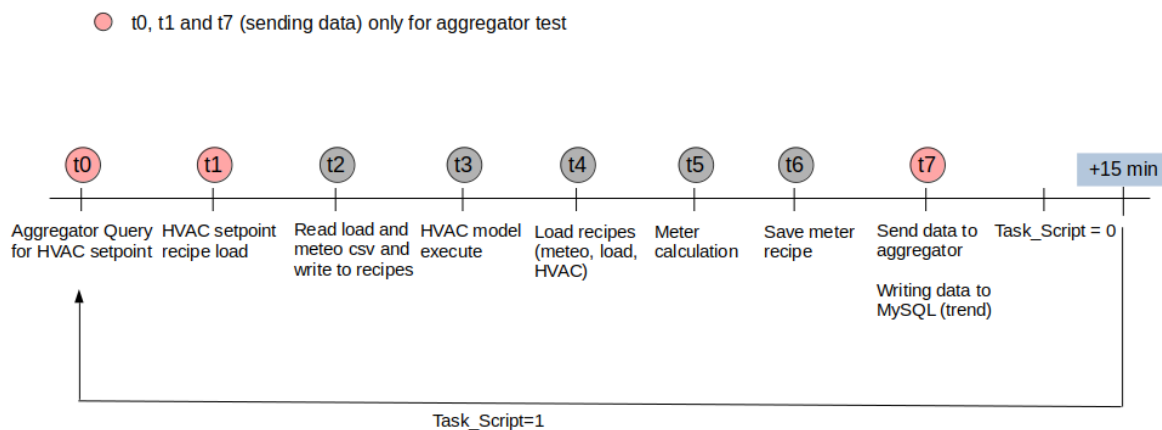 t0, t1 and t7 (sending data) only for aggregator test
t0
t1
t2
t3
t4
t5
t6
t7
+15 min
Aggregator Query
for HVAC setpoint
HVAC setpoint
recipe load
Read load and
meteo csv and
write to recipes
HVAC model
execute
Load recipes
(meteo, load,
HVAC)
Meter
calculation
Save meter
recipe
Send data to
aggregator
Writing data to
MySQL (trend)
Task_Script = 0
Task_Script=1